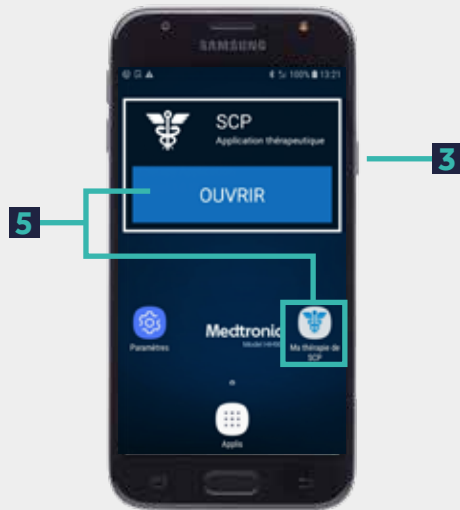 SAMSUNG
100% 13:21
SCP
Application thérapeutique
OUVRIR
3
5
Paramètres
Medtronic
Ma thérapie de
SCP
Applis